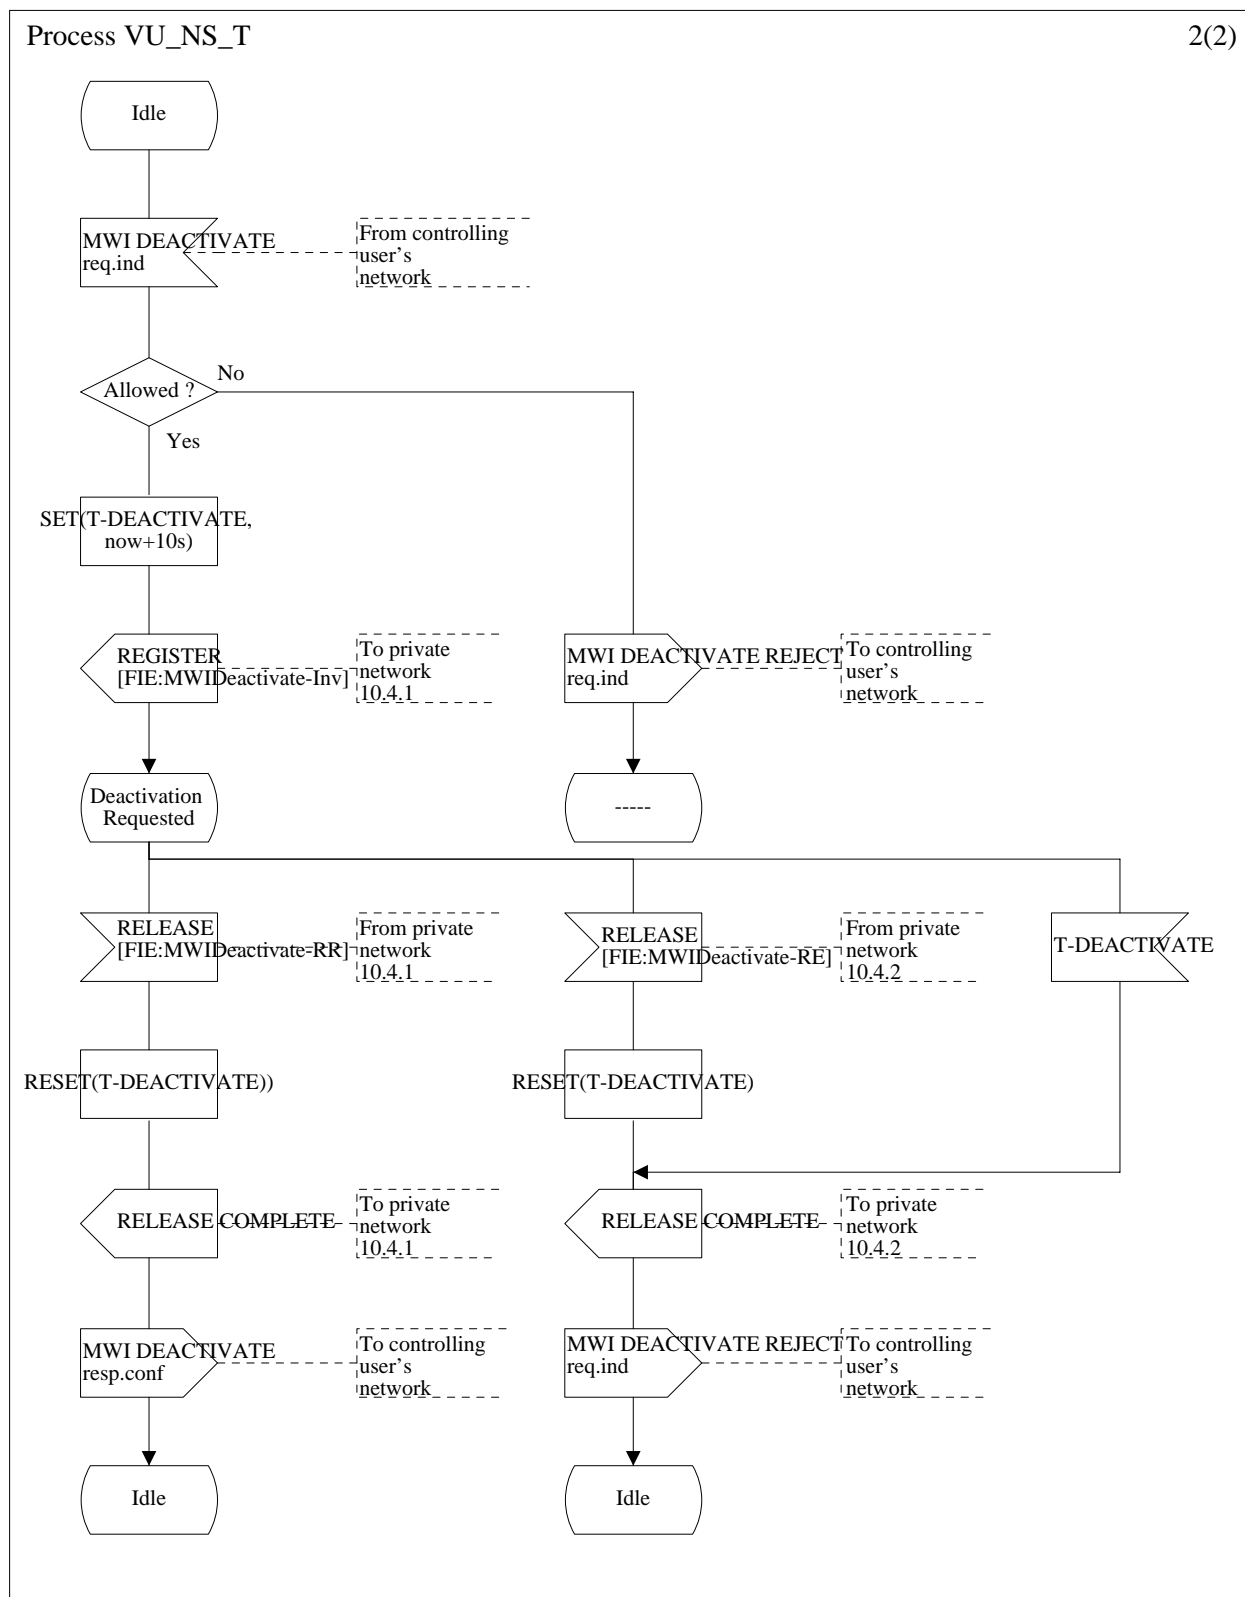 Process VU_NS_T
2(2)
Idle
MWI DEACTIVATE
req.ind
From controlling
user's
network
Allowed ?
No
Yes
SET(T-DEACTIVATE,
now+10s)
REGISTER
[FIE:MWIDeactivate-Inv]
To private
network
10.4.1
MWI DEACTIVATE REJECT
req.ind
To controlling
user's
network
Deactivation
Requested
-----
RELEASE
[FIE:MWIDeactivate-RR]
From private
network
10.4.1
RELEASE
[FIE:MWIDeactivate-RE]
From private
network
10.4.2
T-DEACTIVATE
RESET(T-DEACTIVATE))
RESET(T-DEACTIVATE)
RELEASE COMPLETE
To private
network
10.4.1
RELEASE COMPLETE
To private
network
10.4.2
MWI DEACTIVATE
resp.conf
To controlling
user's
network
MWI DEACTIVATE REJECT
req.ind
To controlling
user's
network
Idle
Idle